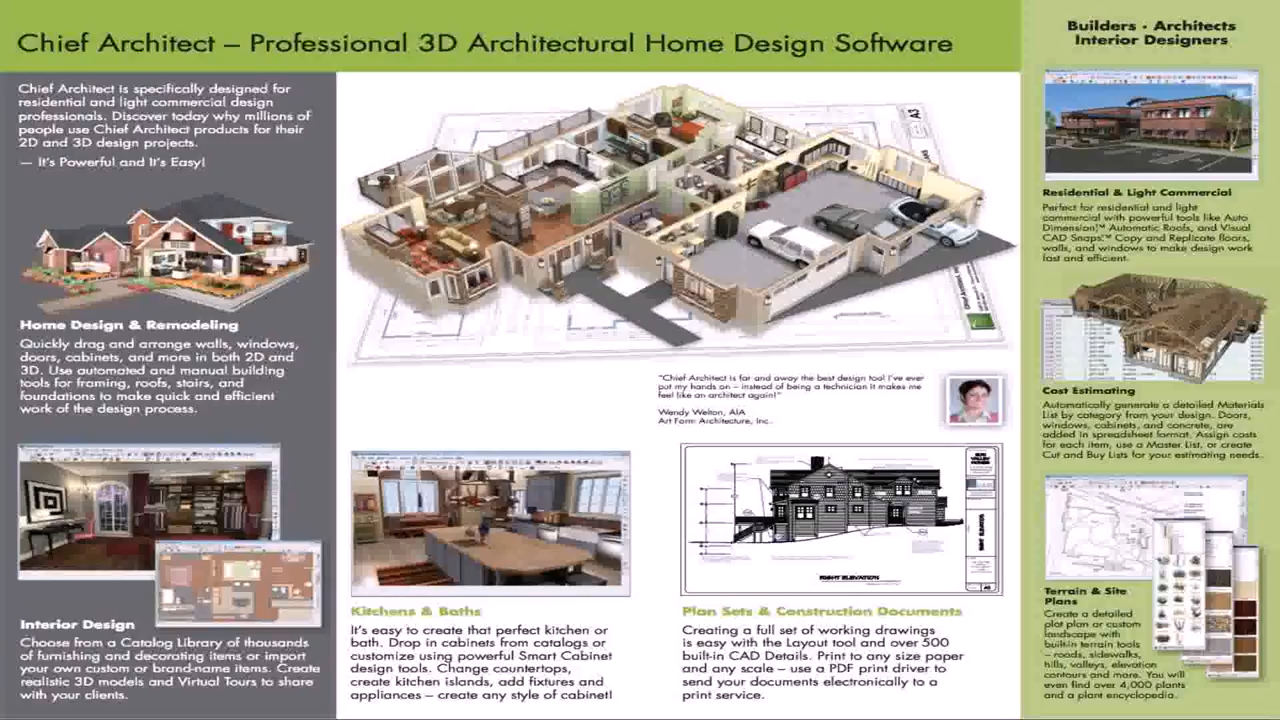 Chief Architect – Professional 3D Architectural Home Design Software
Builders - Architects
Interior Designers
Chief Architect is specifically designed for
residential and light commercial design
professionals. Discover today why millions of
people use Chief Architect products for their
2D and 3D design projects.
— It's Powerful and It's Easy!
Home Design & Remodeling
Quickly drag and arrange walls, windows,
doors, cabinets, and more in both 2D and
3D. Use automated and manual building
tools for framing, roofs, stairs, and
foundations to make quick and efficient
work of the design process.
Interior Design
Choose from a Catalog Library of thousands
of furnishing and decorating items or import
your own custom or brand-name items. Create
realistic 3D models and Virtual Tours to share
with your clients.
A3
"Chief Architect is far and away the best design tool I've ever
put my hands on – instead of being a technician it makes me
feel like an architect again!"
Wendy Welton, AIA
Art Form Architecture, Inc.
Kitchens & Baths
It's easy to create that perfect kitchen or
bath. Drop in cabinets from catalogs or
customize using powerful Smart Cabinet
design tools. Change countertops,
create kitchen islands, add fixtures and
appliances – create any style of cabinet!
RIGHT ELEVATION
Plan Sets & Construction Documents
Creating a full set of working drawings
is easy with the Layout tool and over 500
built-in CAD Details. Print to any size paper
and any scale – use a PDF print driver to
send your documents electronically to a
print service.
Residential & Light Commercial
Perfect for residential and light
commercial with powerful tools like Auto
Dimension!™ Automatic Roofs, and Visual
CAD Snaps!™ Copy and Replicate floors,
walls, and windows to make design work
fast and efficient.
Cost Estimating
Automatically generate a detailed Materials
List by category from your design. Doors,
windows, cabinets, and concrete, are
added in spreadsheet format. Assign costs
for each item, use a Master List, or create
Cut and Buy Lists for your estimating needs.
Terrain & Site
Plans
Create a detailed
plot plan or custom
landscape with
built-in terrain tools
– roads, sidewalks,
hills, valleys, elevation
contours and more. You will
even find over 4,000 plants
and a plant encyclopedia.